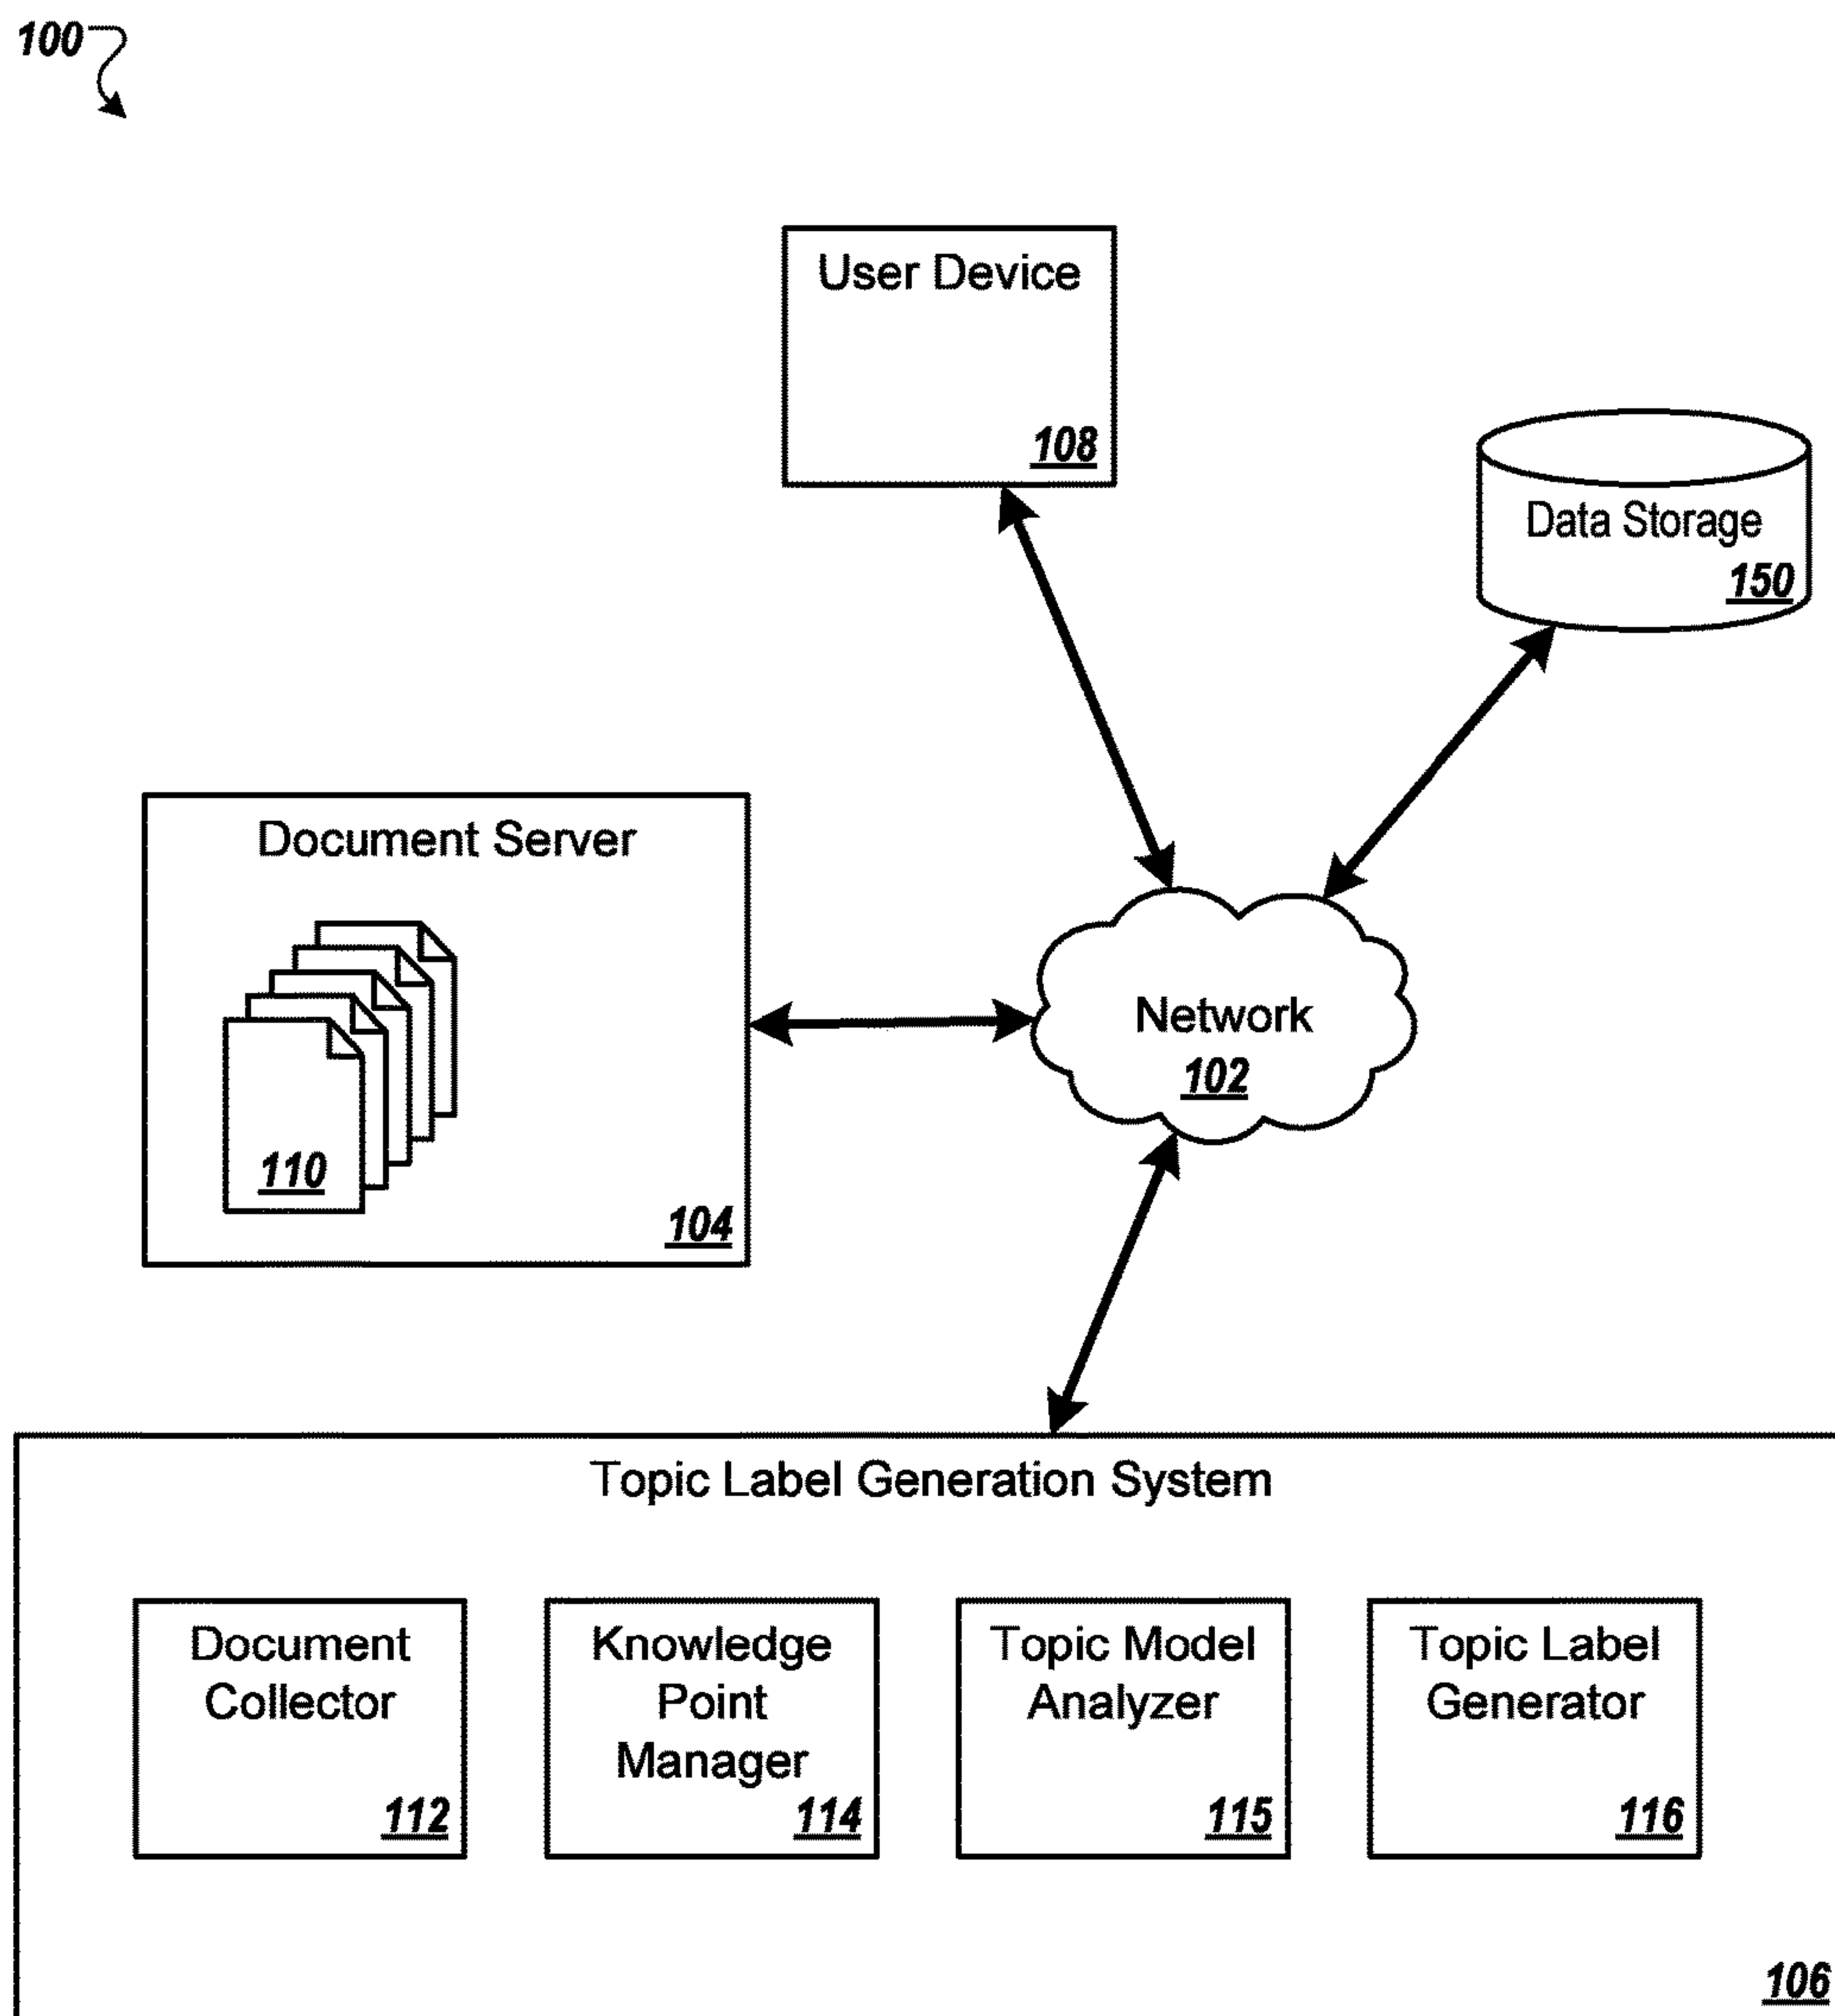 100
User Device
108
Data Storage
150
Document Server
110
104
Network
102
Topic Label Generation System
Document
Collector
112
Knowledge
Point
Manager
114
Topic Model
Analyzer
115
Topic Label
Generator
116
106